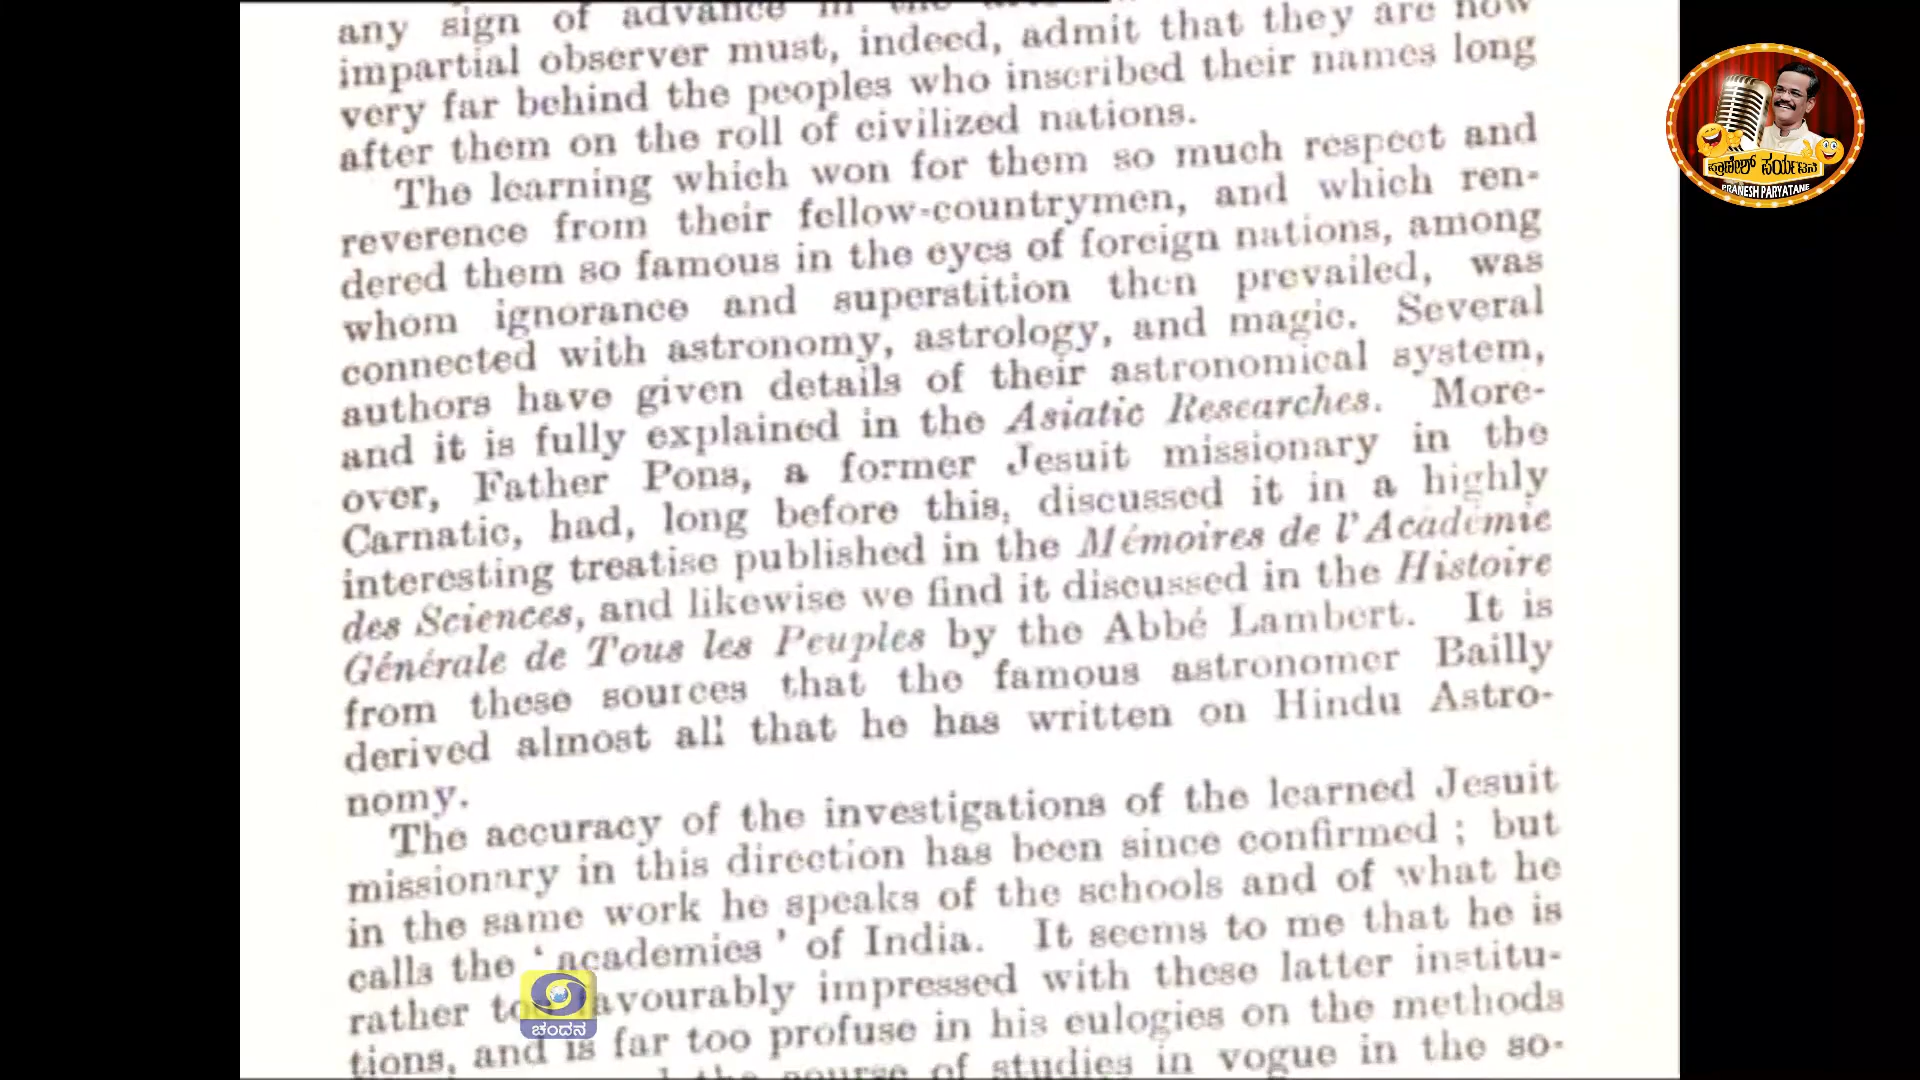 any sign of advance in the
impartial observer must, indeed, admit that they are now
very far behind the peoples who inscribed their names long
after them on the roll of civilized nations.
The learning which won for them so much respect and
reverence from their fellow-countrymen, and which ren-
dered them so famous in the eyes of foreign nations, among
whom ignorance and superstition then prevailed, was
connected with astronomy, astrology, and magic. Several
authors have given details of their astronomical system,
and it is fully explained in the Asiatic Researches. More-
over, Father Pons, a former Jesuit missionary in the
Carnatic, had, long before this, discussed it in a highly
interesting treatise published in the Mémoires de l'Académie
des Sciences, and likewise we find it discussed in the Histoire
Générale de Tous les Peuples by the Abbé Lambert. It is
from these sources that the famous astronomer Bailly
derived almost all that he has written on Hindu Astro-
nomy.
The accuracy of the investigations of the learned Jesuit
missionary in this direction has been since confirmed; but
in the same work he speaks of the schools and of what he
calls the 'academies' of India. It seems to me that he is
rather too favourably impressed with these latter institu-
tions, and is far too profuse in his eulogies on the methods
the course of studies in vogue in the so-
ಚಂದನ
ಪ್ರಾಣೇಶ್ ಪರ್ಯಟನೆ
PRANESH PARYATANE